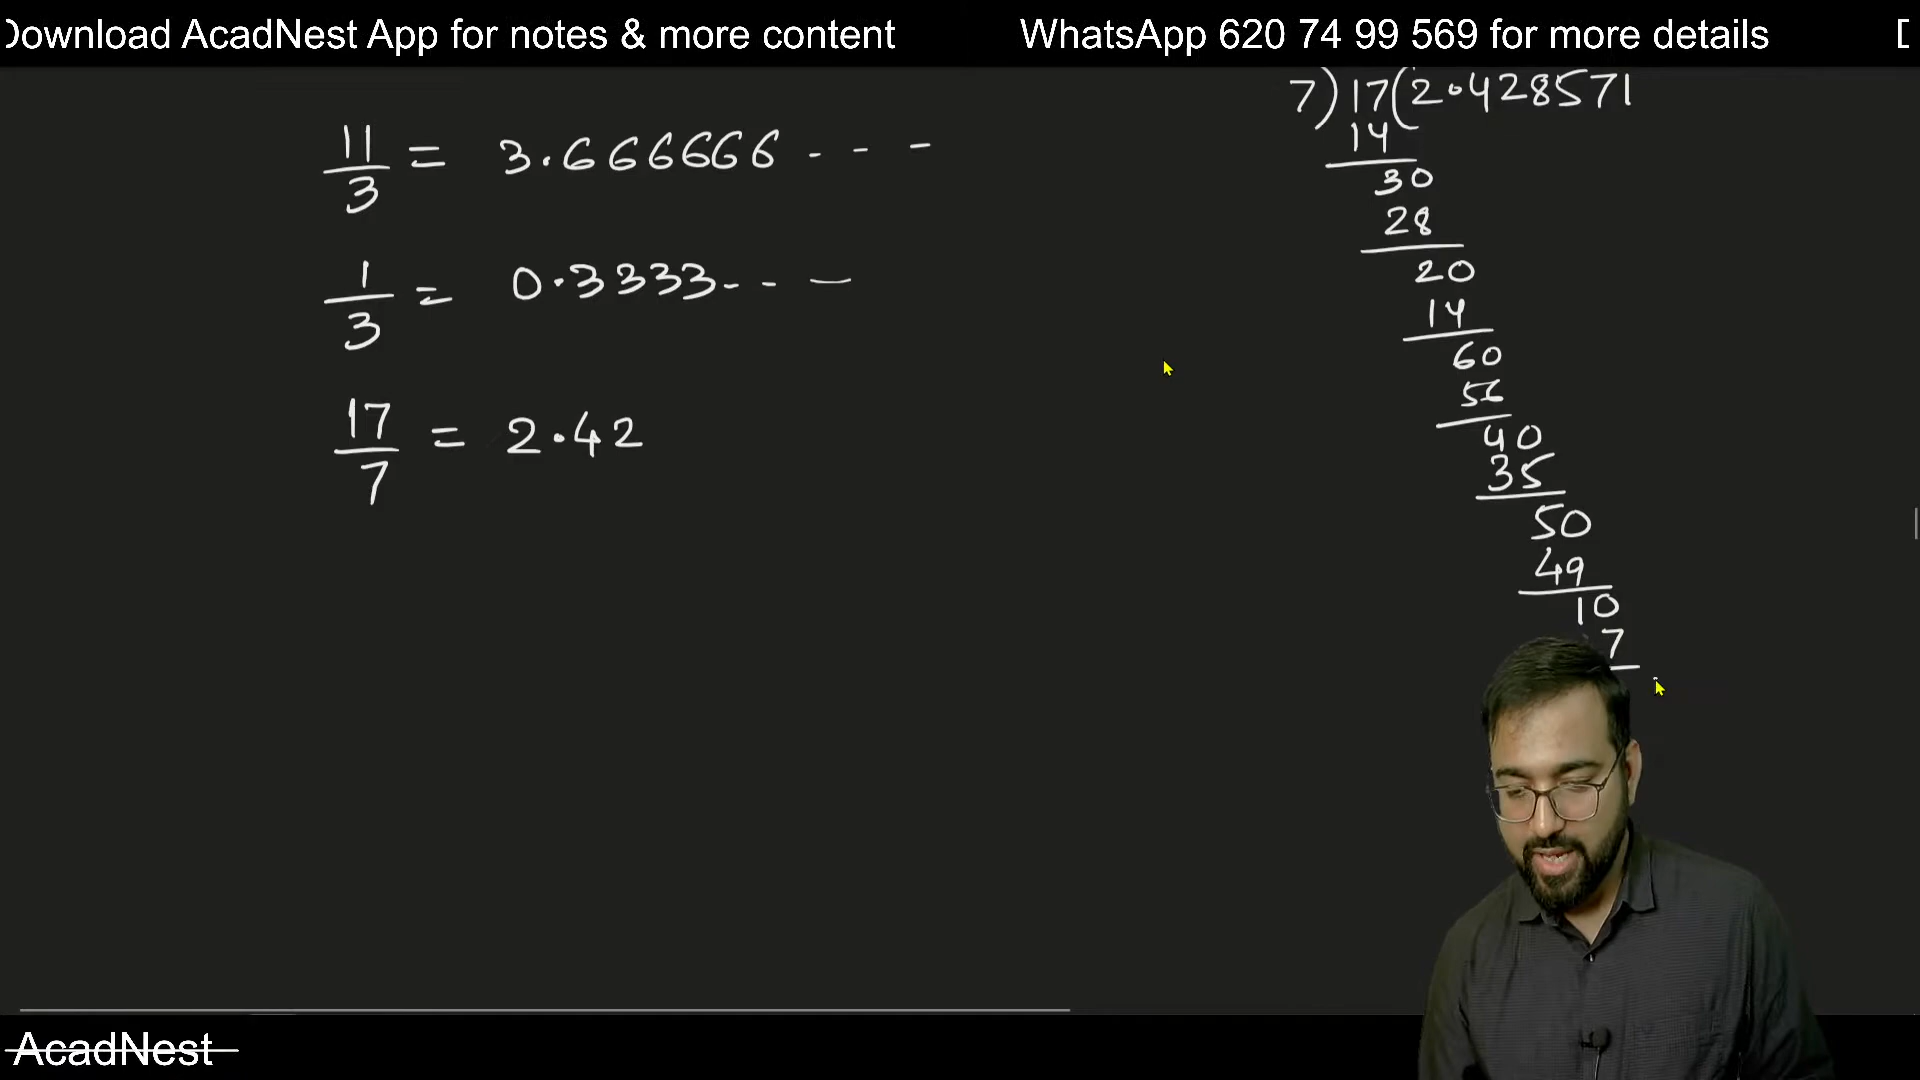 Download AcadNest App for notes & more content WhatsApp 620 74 99 569 for more details [
11/3 = 3.666666 - - -
1/3 = 0.3333 - - -
17/7 = 2.42
7)17(2.428571
14
30
28
20
14
60
56
40
35
50
49
10
7
AcadNest